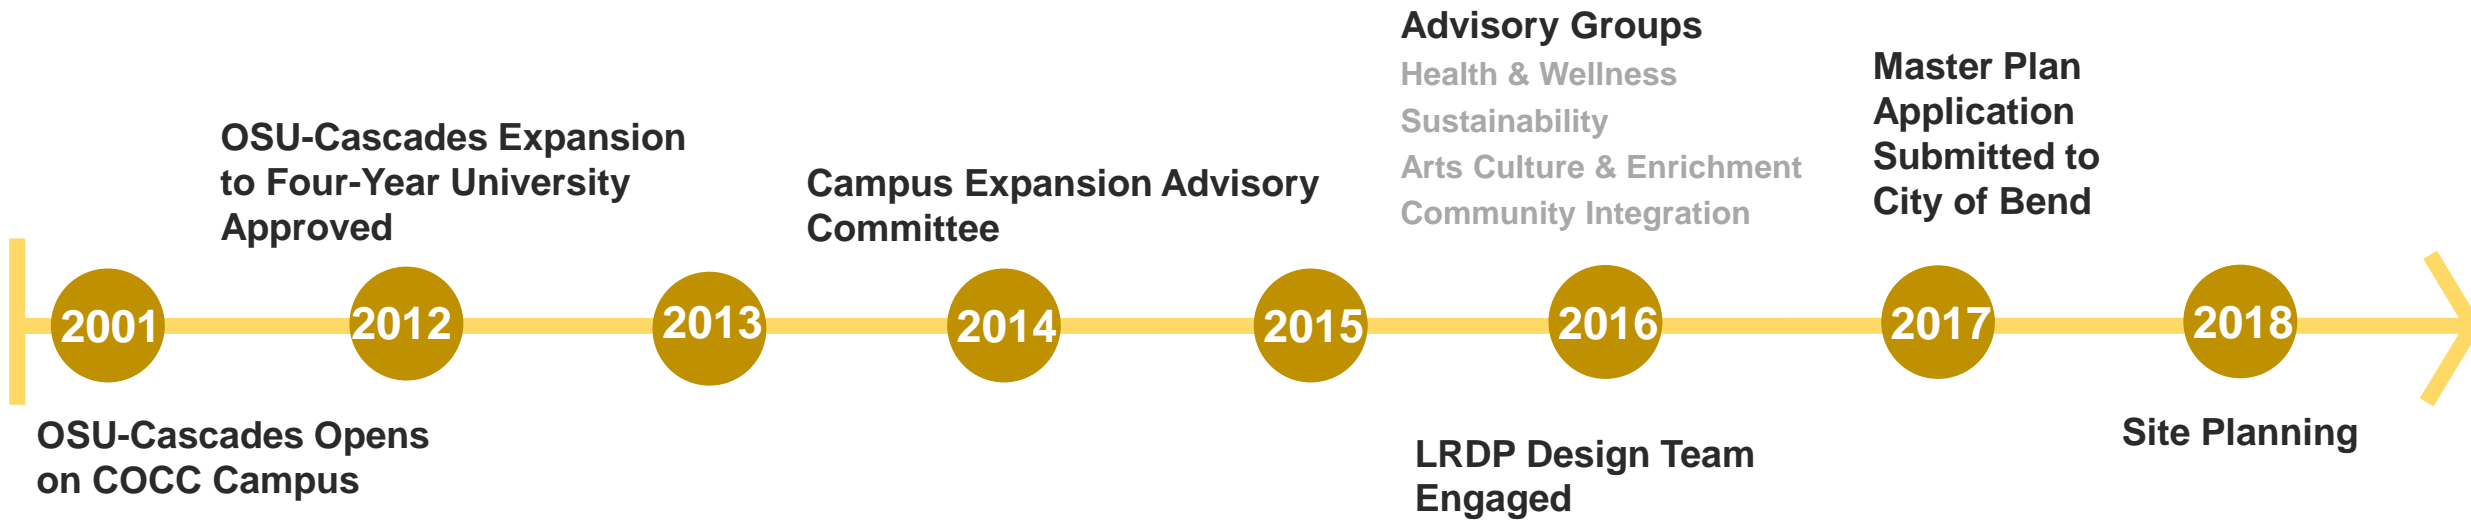 Advisory Groups
Health & Wellness
Sustainability
Arts Culture & Enrichment
Community Integration
Master Plan
Application
Submitted to
City of Bend
OSU-Cascades Expansion
to Four-Year University
Approved
Campus Expansion Advisory
Committee
2001
2012
2013
2014
2015
2016
2017
2018
OSU-Cascades Opens
on COCC Campus
LRDP Design Team
Engaged
Site Planning